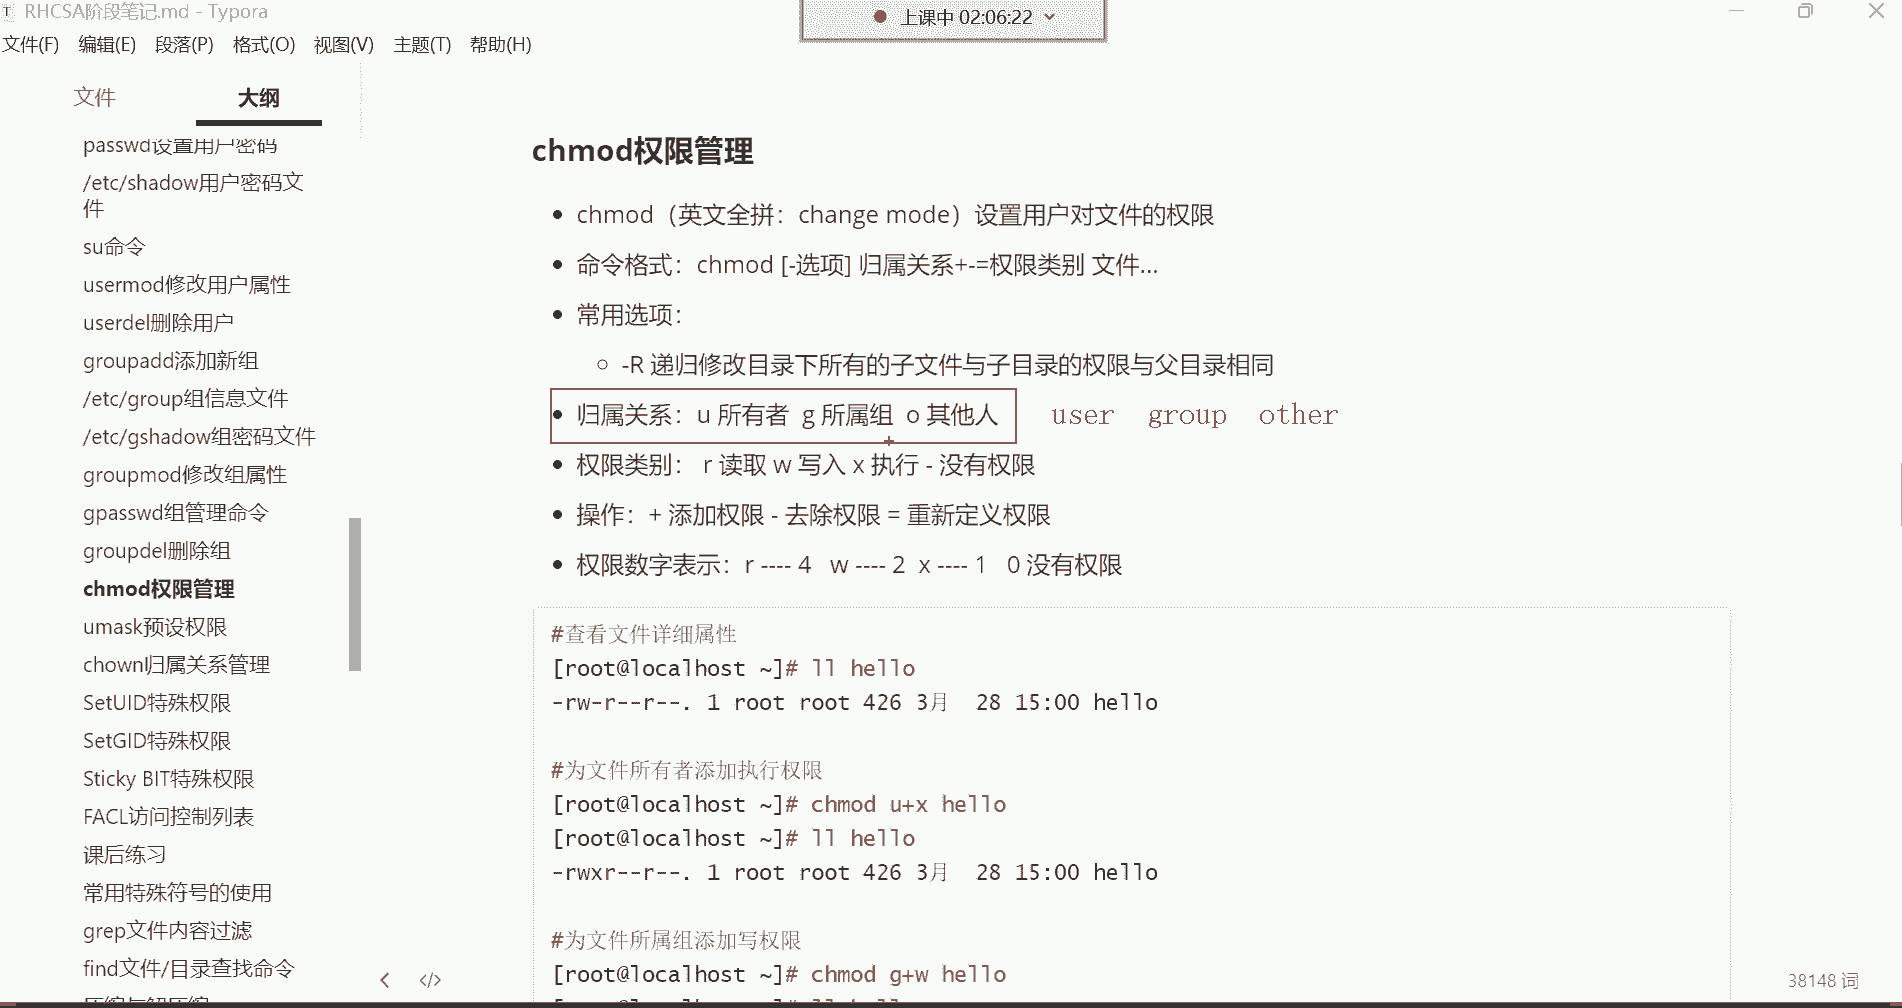 RHCSA阶段笔记.md - Typora
上课中 02:06:22
文件(F) 编辑(E) 段落(P) 格式(O) 视图(V) 主题(T) 帮助(H)
文件 大纲
passwd设置用户密码
/etc/shadow用户密码文
件
su命令
usermod修改用户属性
userdel删除用户
groupadd添加新组
/etc/group组信息文件
/etc/gshadow组密码文件
groupmod修改组属性
gpasswd组管理命令
groupdel删除组
chmod权限管理
umask预设权限
chown归属关系管理
SetUID特殊权限
SetGID特殊权限
Sticky BIT特殊权限
FACL访问控制列表
课后练习
常用特殊符号的使用
grep文件内容过滤
find文件/目录查找命令
压缩与解压缩
chmod权限管理
chmod（英文全拼：change mode）设置用户对文件的权限
命令格式：chmod [-选项] 归属关系+-=权限类别 文件...
常用选项：
-R 递归修改目录下所有的子文件与子目录的权限与父目录相同
归属关系：u 所有者 g 所属组 o 其他人 user group other
权限类别： r 读取 w 写入 x 执行 - 没有权限
操作：+ 添加权限 - 去除权限 = 重新定义权限
权限数字表示：r ---- 4 w ---- 2 x ---- 1 0 没有权限
#查看文件详细属性
[root@localhost ~]# ll hello
-rw-r--r--. 1 root root 426 3月 28 15:00 hello
#为文件所有者添加执行权限
[root@localhost ~]# chmod u+x hello
[root@localhost ~]# ll hello
-rwxr--r--. 1 root root 426 3月 28 15:00 hello
#为文件所属组添加写权限
[root@localhost ~]# chmod g+w hello
38148 词